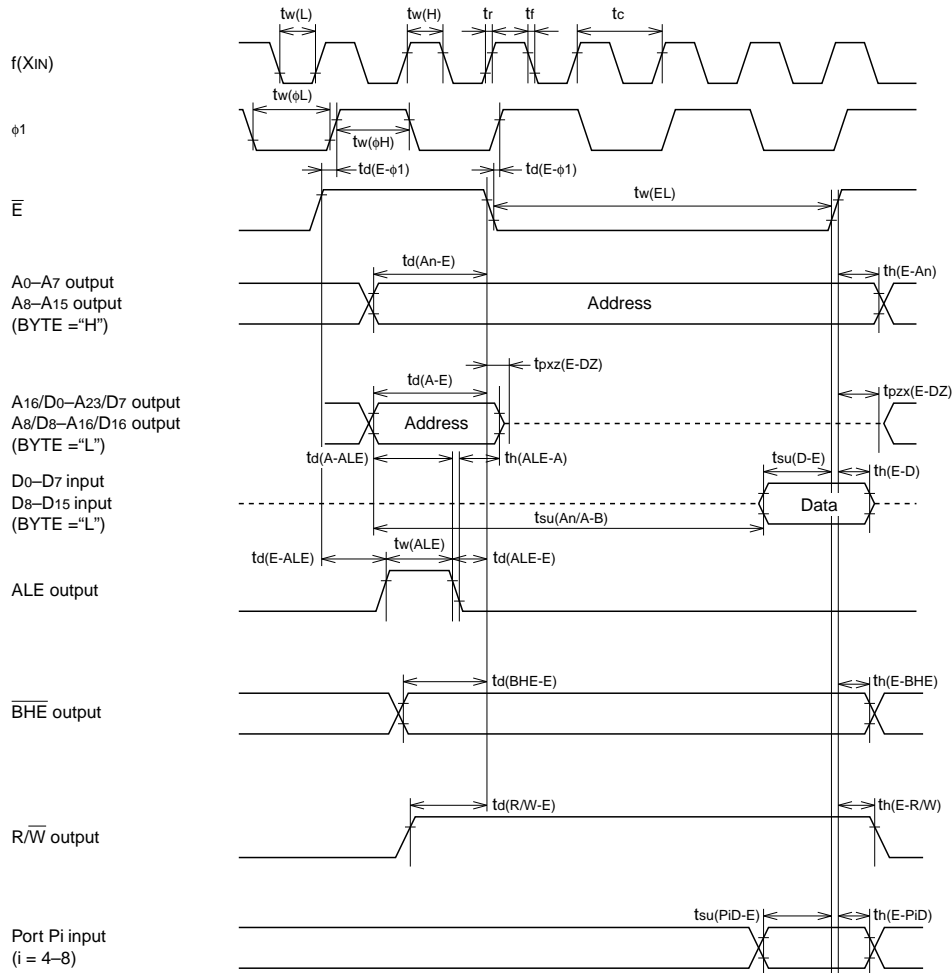 tw(L) tw(H) tr tf tc
f(XIN)
tw(ϕL)
ϕ1
tw(ϕH)
td(E-ϕ1) td(E-ϕ1)
tw(EL)
E
td(An-E) th(E-An)
A0–A7 output
A8–A15 output
(BYTE =“H”)
Address
tpxz(E-DZ)
td(A-E) tpzx(E-DZ)
A16/D0–A23/D7 output
A8/D8–A16/D16 output
(BYTE =“L”)
Address
td(A-ALE) th(ALE-A) tsu(D-E) th(E-D)
D0–D7 input
D8–D15 input
(BYTE =“L”)
Data
tsu(An/A-B)
tw(ALE)
td(E-ALE) td(ALE-E)
ALE output
td(BHE-E) th(E-BHE)
BHE output
td(R/W-E) th(E-R/W)
R/W output
tsu(PiD-E) th(E-PiD)
Port Pi input
(i = 4–8)